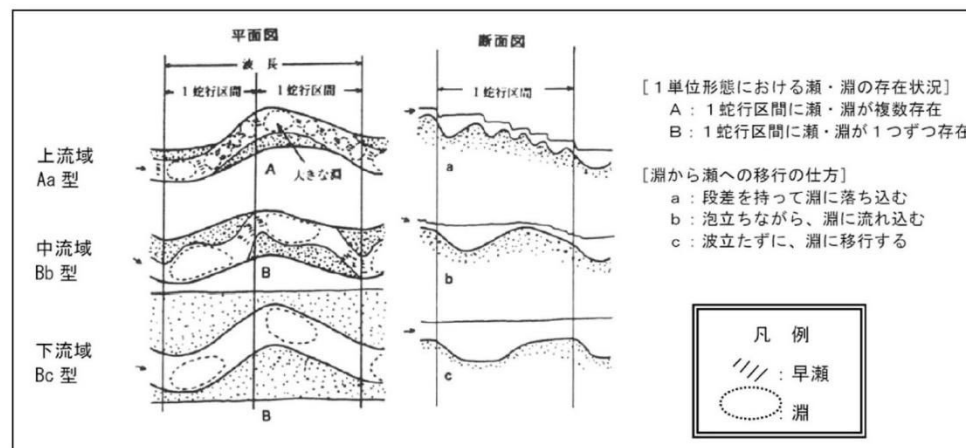 平面図
波長
1蛇行区間 1蛇行区間
上流域
Aa型
A
大きな淵
中流域
Bb型
B
下流域
Bc型
B
断面図
1蛇行区間
a
b
c
[1単位形態における瀬・淵の存在状況]
A：1蛇行区間に瀬・淵が複数存在
B：1蛇行区間に瀬・淵が1つずつ存在
[淵から瀬への移行の仕方]
a：段差を持って淵に落ち込む
b：泡立ちながら、淵に流れ込む
c：波立たずに、淵に移行する
凡 例
：早瀬
：淵